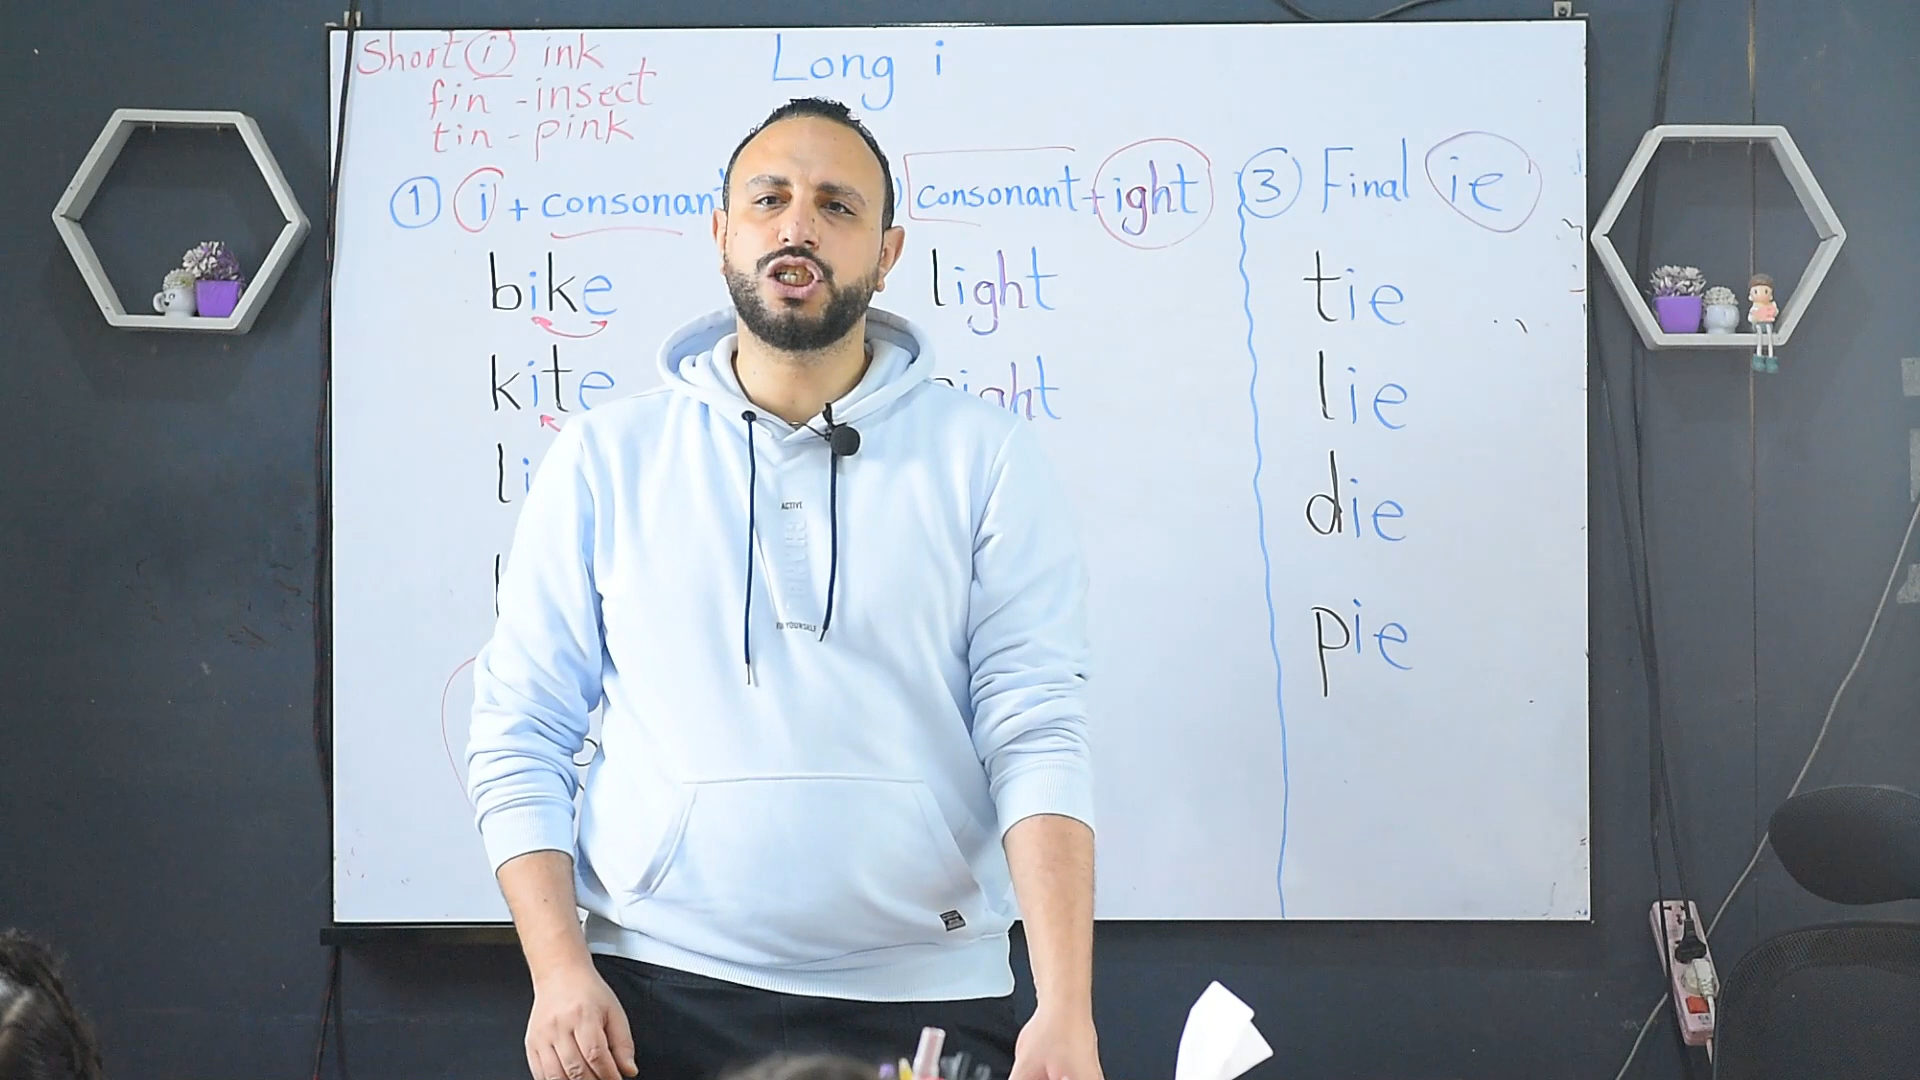 Short i ink
fin - insect
tin - pink
Long i
1 i + consonant
bike
kite
consonant + ight
light
3 Final ie
tie
lie
die
pie
ACTIVE